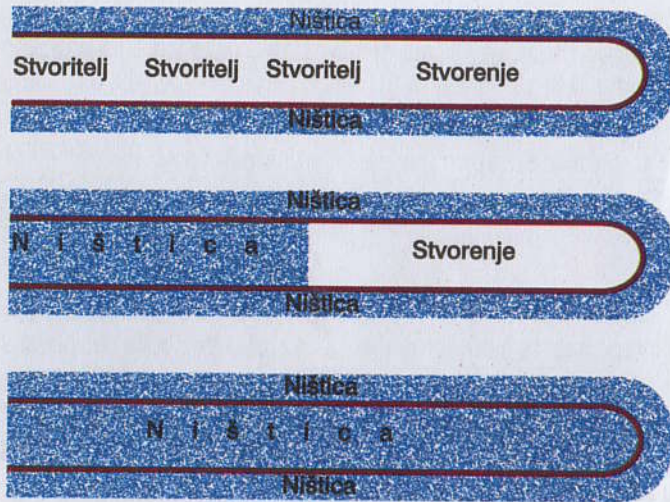 Ništica
Stvoritelj Stvoritelj Stvoritelj Stvorenje
Ništica
Ništica
N i š t i c a Stvorenje
Ništica
Ništica
N i š t i c a
Ništica